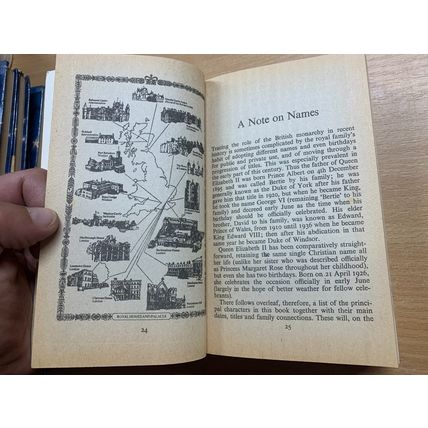 ROYAL HOMES AND PALACES
24
A Note on Names
Tracing the role of the British monarchy in recent
history is sometimes complicated by the royal family's
habit of adopting different names and even birthdays
for public and private use, and of moving through a
variety of titles. This was especially prevalent in
the early part of this century. Thus the father of Queen
Elizabeth II was born Prince Albert on 4th December
1895 and was called Bertie by his family; he was
generally known as the Duke of York after his father
gave him that title in 1920, but when he became King,
he took the name George VI (remaining 'Bertie' to his
family) and decreed early June as the time when his
birthday should be officially celebrated. His elder
brother, David to his family, was known as Edward,
Prince of Wales, from 1910 until 1936 when he became
King Edward VIII; then after his abdication in that
same year he became Duke of Windsor.
Queen Elizabeth II has been comparatively straight-
forward, retaining the same single Christian name all
her life (unlike her sister who was described officially
as Princess Margaret Rose throughout her childhood),
but even she has two birthdays. Born on 21 April 1926,
she celebrates the occasion officially in early June
(largely in the hope of better weather for fellow cele-
brants).
There follows overleaf, therefore, a list of the princi-
pal characters in this book together with their main
dates, titles and family connections. These will, on the
25